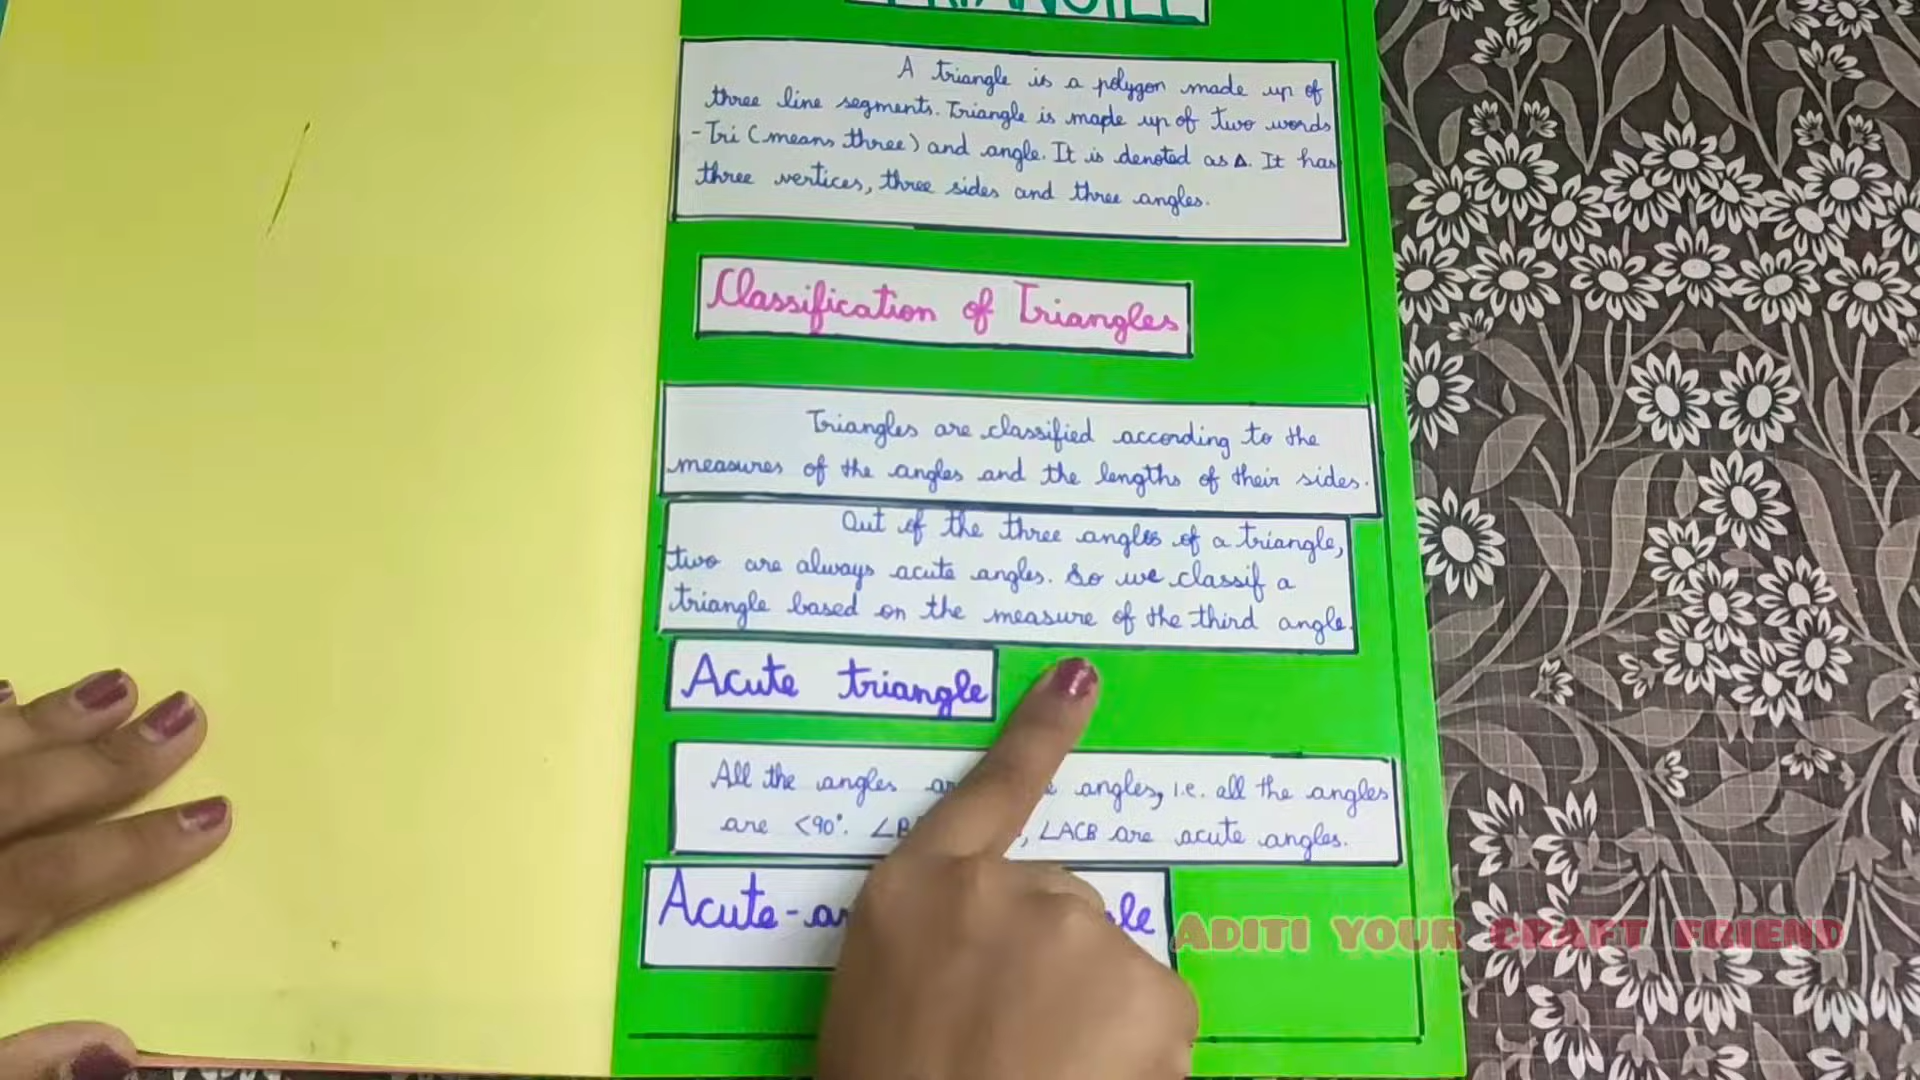 A triangle is a polygon made up of
three line segments. Triangle is made up of two words
- Tri (means three) and angle. It is denoted as Δ. It has
three vertices, three sides and three angles.
Classification of Triangles
Triangles are classified according to the
measures of the angles and the lengths of their sides.
Out of the three angles of a triangle,
two are always acute angles. So we classif a
triangle based on the measure of the third angle.
Acute triangle
All the angles angles, i.e. all the angles
are <90°. , ∠ACB are acute angles.
Acute-
ADITI YOUR CRAFT FRIEND